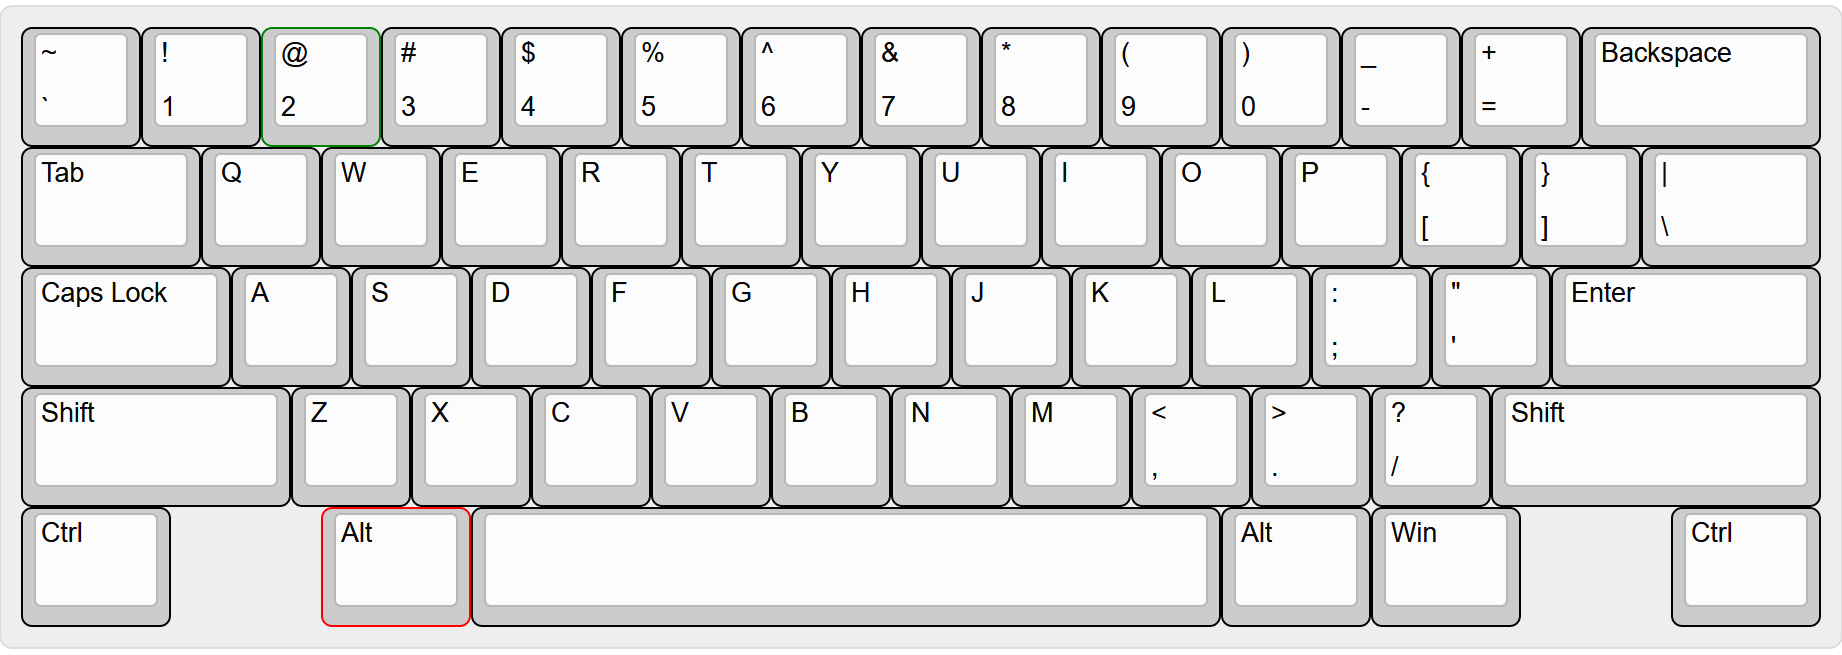 ~ ! @ # $ % ^ & * ( ) _ + Backspace
` 1 2 3 4 5 6 7 8 9 0 - =
Tab Q W E R T Y U I O P { } |
[ ] \
Caps Lock A S D F G H J K L : " Enter
; '
Shift Z X C V B N M < > ? Shift
, . /
Ctrl Alt Alt Win Ctrl